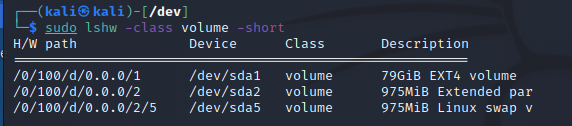 ┌──(kali㉿kali)-[/dev]
└─$ sudo lshw -class volume -short
H/W path Device Class Description
========================================================
/0/100/d/0.0.0/1 /dev/sda1 volume 79GiB EXT4 volume
/0/100/d/0.0.0/2 /dev/sda2 volume 975MiB Extended par
/0/100/d/0.0.0/2/5 /dev/sda5 volume 975MiB Linux swap v